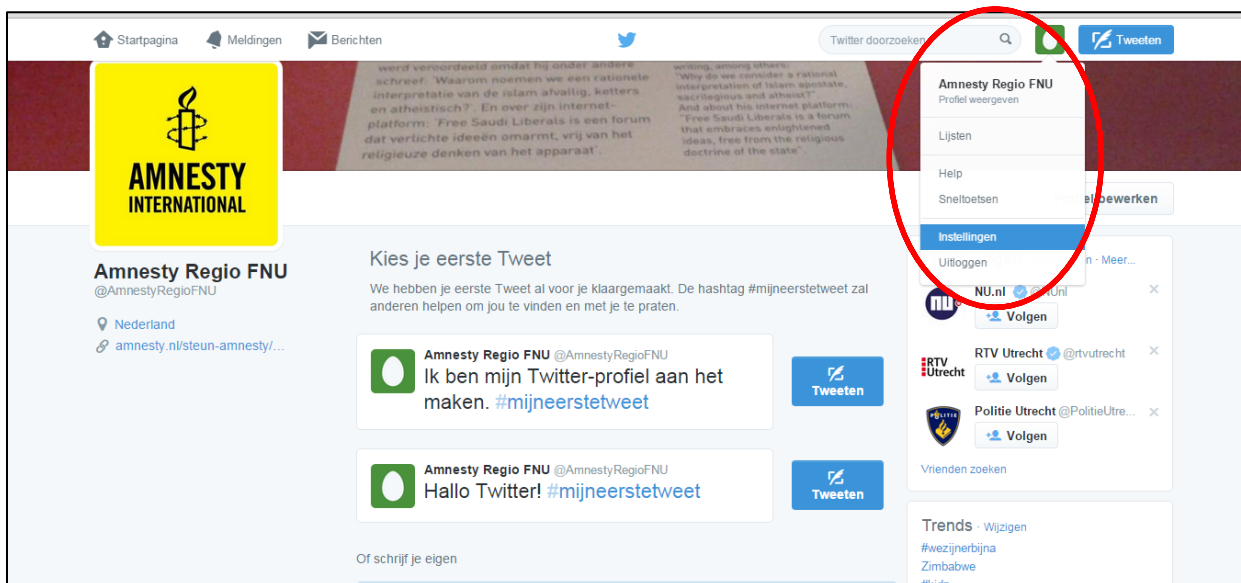 Startpagina
Meldingen
Berichten
Twitter doorzoeken
Tweeten
werd veroordeeld omdat hij onder andere
schreef: 'Waarom noemen we een rationele
interpretatie van de islam afvallig, ketters
en atheistisch?'. En over zijn internet-
platform: 'Free Saudi Liberals is een forum
dat verlichte ideeën omarmt, vrij van het
religieuze denken van het apparaat'.
writing, among others:
"Why do we consider a rational
interpretation of Islam apostate,
sacrilegious and atheist?"
And about his internet platform:
"Free Saudi Liberals is a forum
that embraces enlightened
ideas, free from the religious
doctrine of the state".
AMNESTY
INTERNATIONAL
Amnesty Regio FNU
Profiel weergeven
Lijsten
Help
Sneltoetsen
Instellingen
Uitloggen
bewerken
Amnesty Regio FNU
@AmnestyRegioFNU
Nederland
amnesty.nl/steun-amnesty/...
Kies je eerste Tweet
We hebben je eerste Tweet al voor je klaargemaakt. De hashtag #mijneerstetweet zal
anderen helpen om jou te vinden en met je te praten.
Amnesty Regio FNU @AmnestyRegioFNU
Ik ben mijn Twitter-profiel aan het
maken. #mijneerstetweet
Tweeten
Amnesty Regio FNU @AmnestyRegioFNU
Hallo Twitter! #mijneerstetweet
Tweeten
Of schrijf je eigen
· Meer...
nu
NU.nl @NUnl
Volgen
RTV
Utrecht
RTV Utrecht @rtvutrecht
Volgen
POLITIE
Politie Utrecht @PolitieUtre...
Volgen
Vrienden zoeken
Trends · Wijzigen
#wezijnerbijna
Zimbabwe